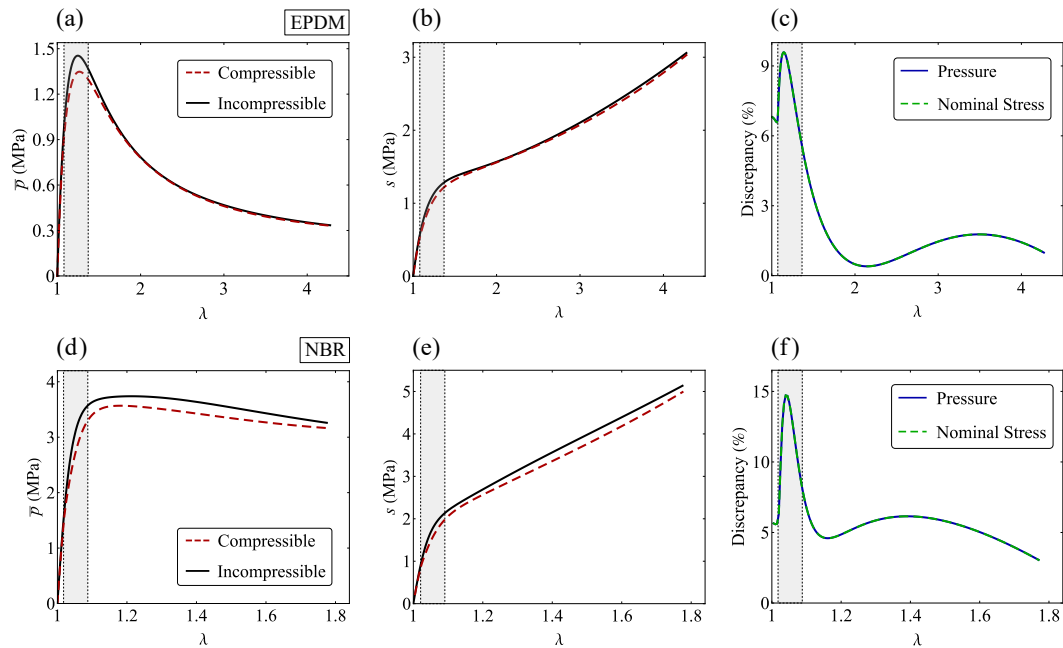 (a) EPDM
1.5
1.2
0.9
0.6
0.3
0
p̅ (MPa)
Compressible
Incompressible
1 2 3 4
λ
(b)
3
2
1
0
s (MPa)
1 2 3 4
λ
(c)
9
6
3
0
Discrepancy (%)
Pressure
Nominal Stress
1 2 3 4
λ
(d) NBR
4
3
2
1
0
p̅ (MPa)
Compressible
Incompressible
1 1.2 1.4 1.6 1.8
λ
(e)
5
4
3
2
1
0
s (MPa)
1 1.2 1.4 1.6 1.8
λ
(f)
15
10
5
0
Discrepancy (%)
Pressure
Nominal Stress
1 1.2 1.4 1.6 1.8
λ